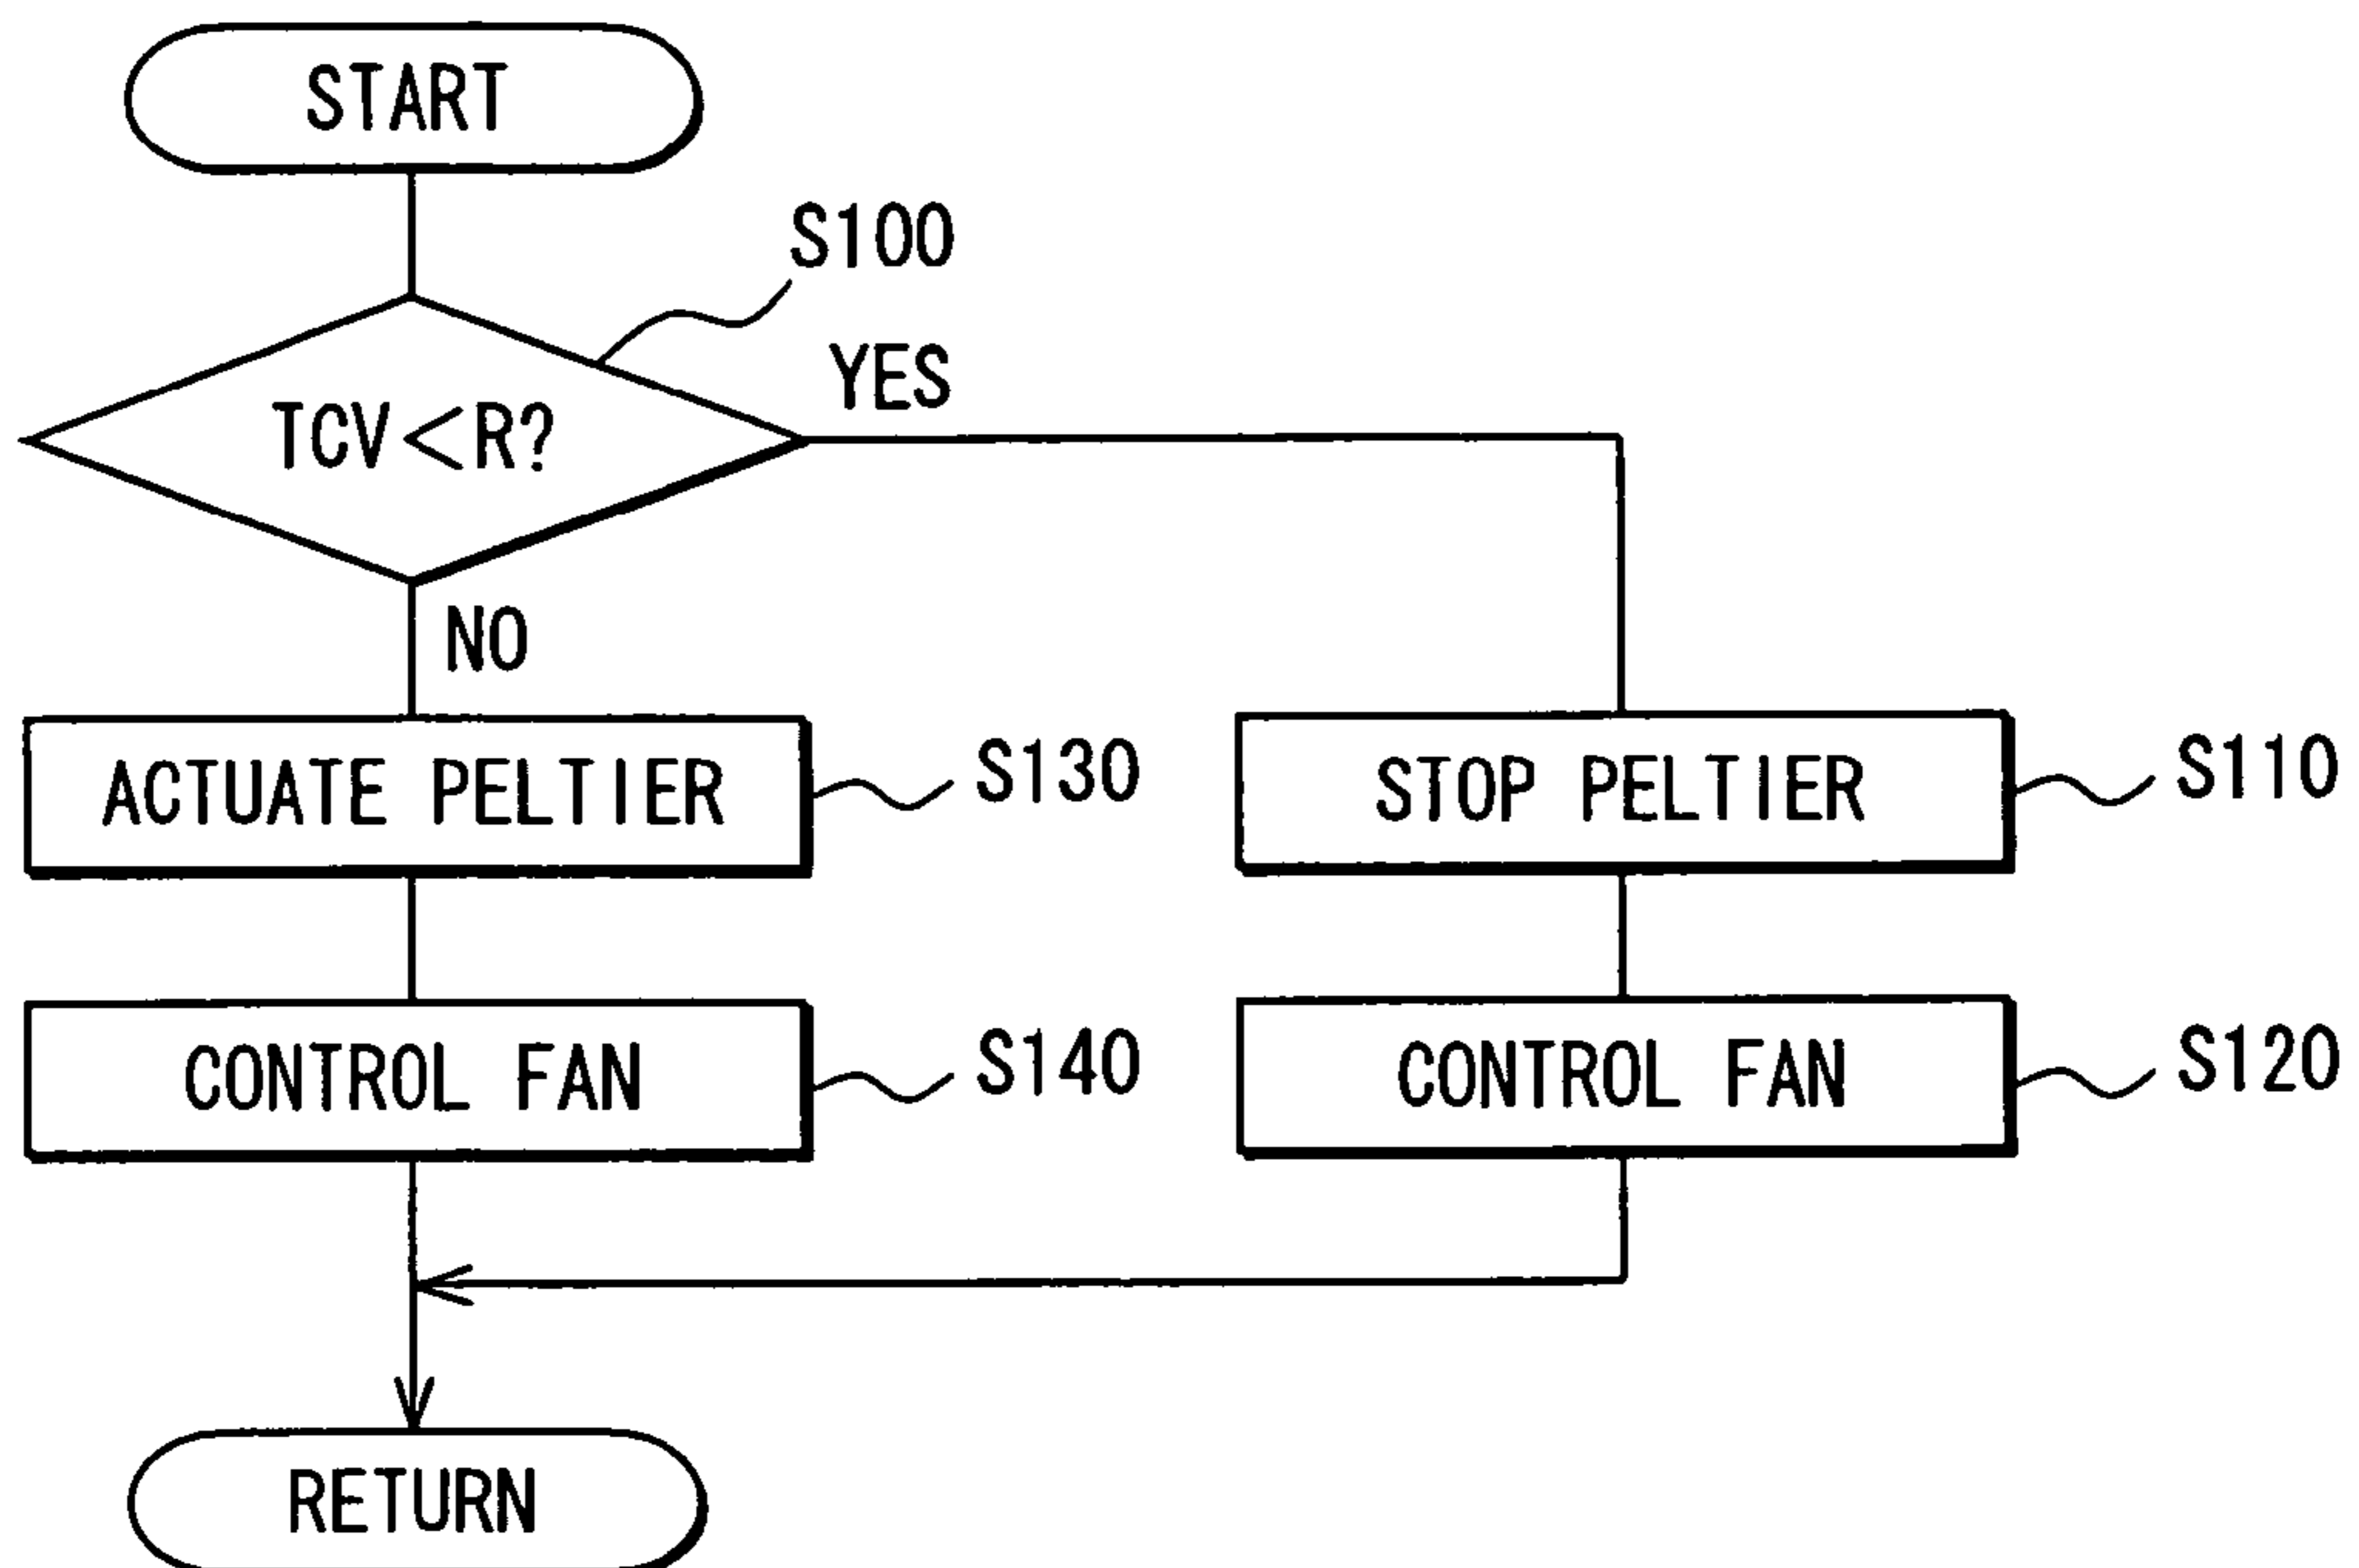 START
S100
YES
TCV<R?
NO
ACTUATE PELTIER
S130
STOP PELTIER
S110
CONTROL FAN
S140
CONTROL FAN
S120
RETURN